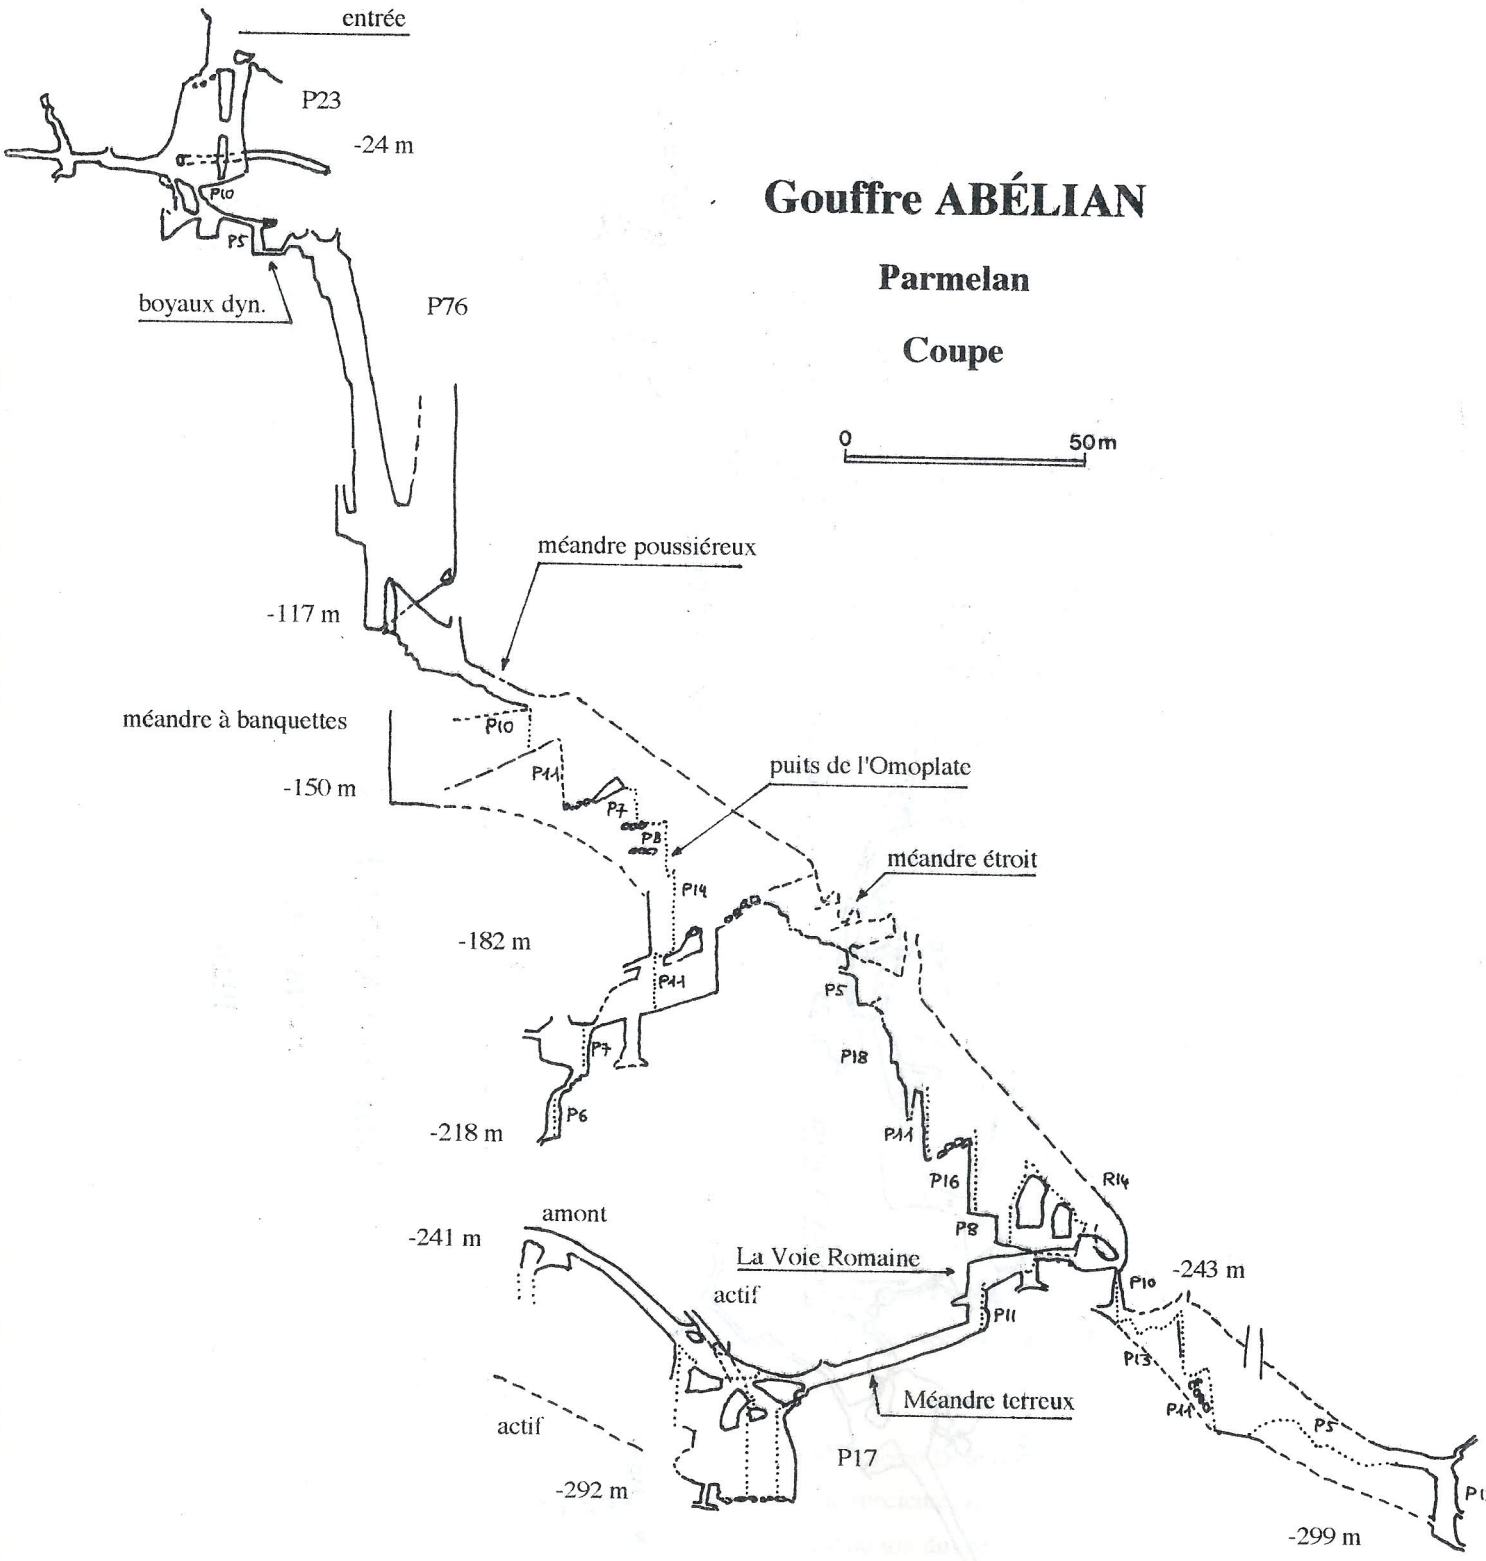 entrée
P23
-24 m
Gouffre ABÉLIAN
P10
P5
Parmelan
boyaux dyn.
P76
Coupe
0 50m
méandre poussiéreux
-117 m
méandre à banquettes
P10
P11
puits de l'Omoplate
-150 m
P7
P8
méandre étroit
P14
-182 m
P11
P5
P7
P18
P6
-218 m
P11
P16
R14
amont
P8
-241 m
La Voie Romaine
-243 m
P10
actif
P11
P13
Méandre terreux
P11
actif
P5
P17
-292 m
-299 m